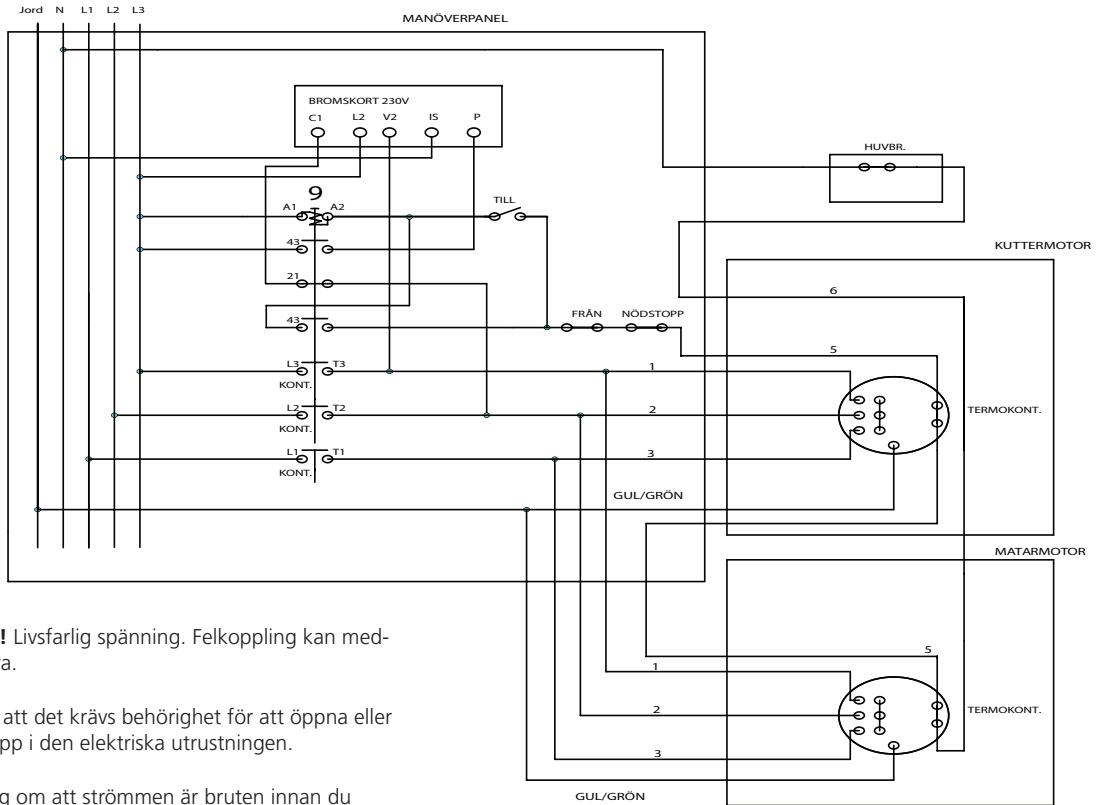 Jord N L1 L2 L3
MANÖVERPANEL
BROMSKORT 230V
C1 L2 V2 IS P
HUVBR.
9
A1 A2
TILL
43
KUTTERMOTOR
21
6
43
FRÅN NÖDSTOPP
5
L3 T3
1
KONT.
L2 T2
2
TERMOKONT.
KONT.
L1 T1
3
KONT.
GUL/GRÖN
MATARMOTOR
! Livsfarlig spänning. Felkoppling kan med-
5
1
att det krävs behörighet för att öppna eller
2
TERMOKONT.
i den elektriska utrustningen.
3
om att strömmen är bruten innan du
GUL/GRÖN